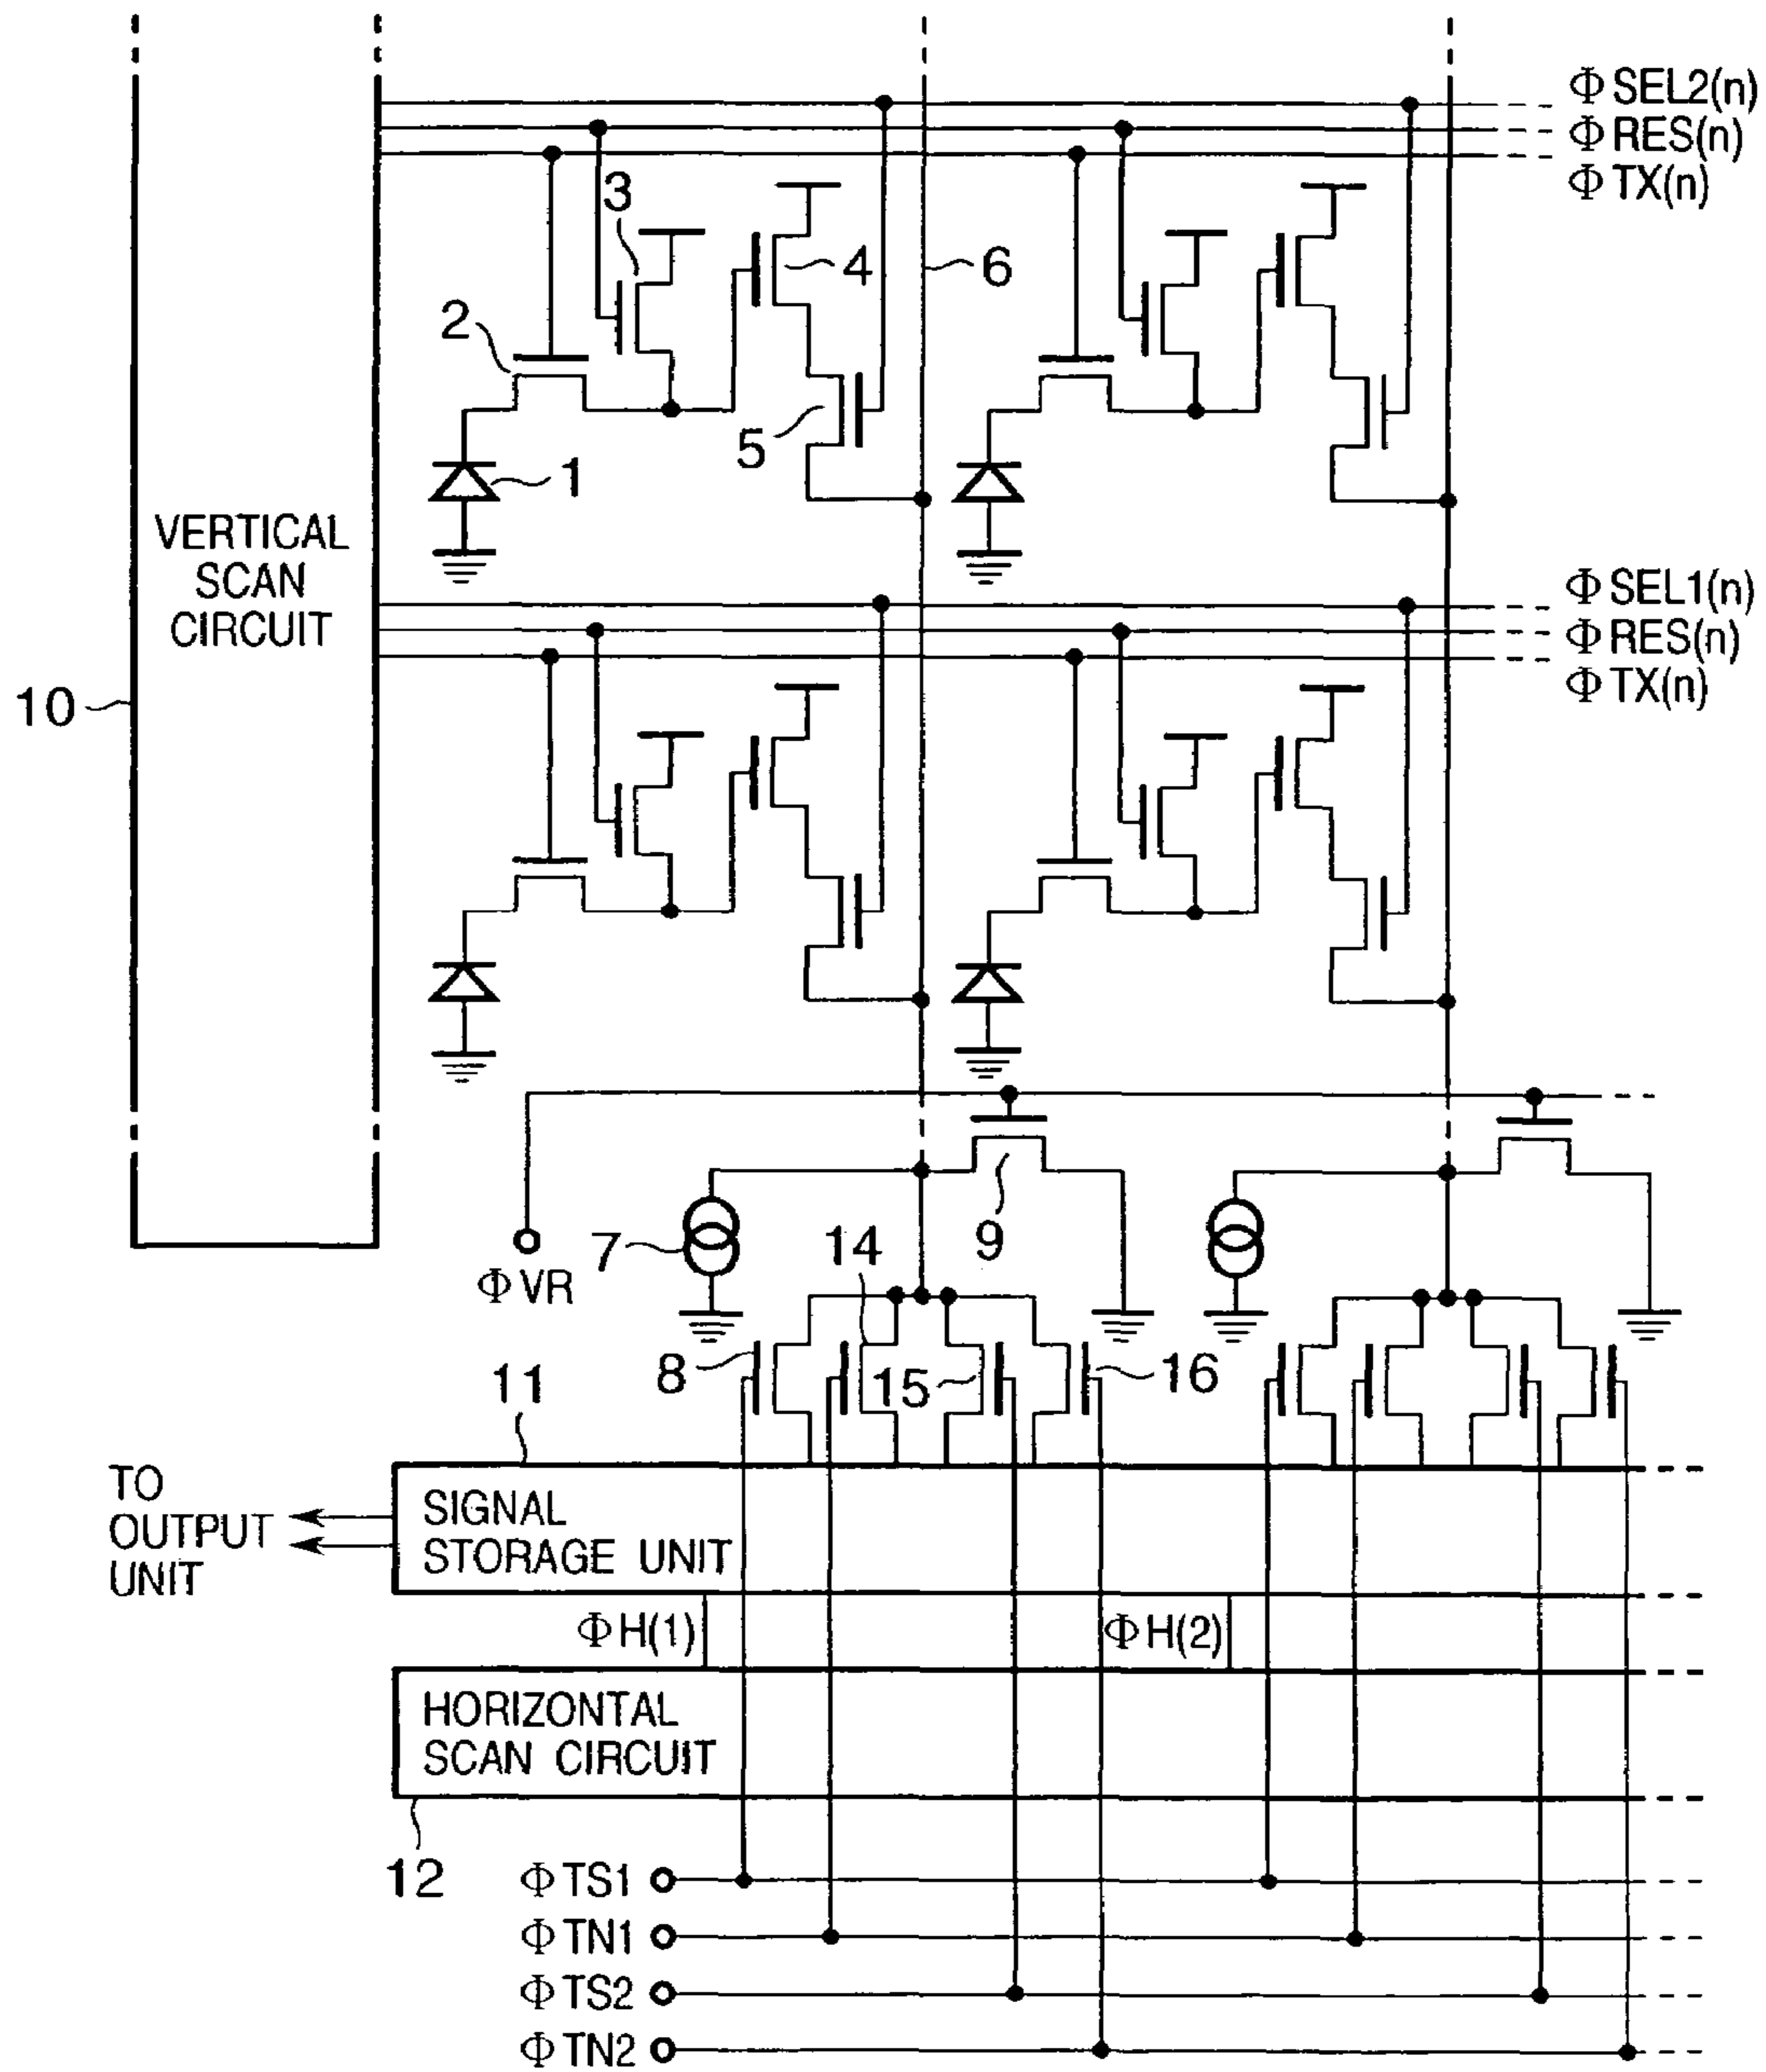 Φ SEL2(n)
Φ RES(n)
Φ TX(n)
3
4
6
2
5
1
VERTICAL
SCAN
CIRCUIT
Φ SEL1(n)
Φ RES(n)
Φ TX(n)
10
9
7
14
Φ VR
8
15
16
11
TO
OUTPUT
UNIT
SIGNAL
STORAGE UNIT
Φ H(1)
Φ H(2)
HORIZONTAL
SCAN CIRCUIT
12
Φ TS1
Φ TN1
Φ TS2
Φ TN2